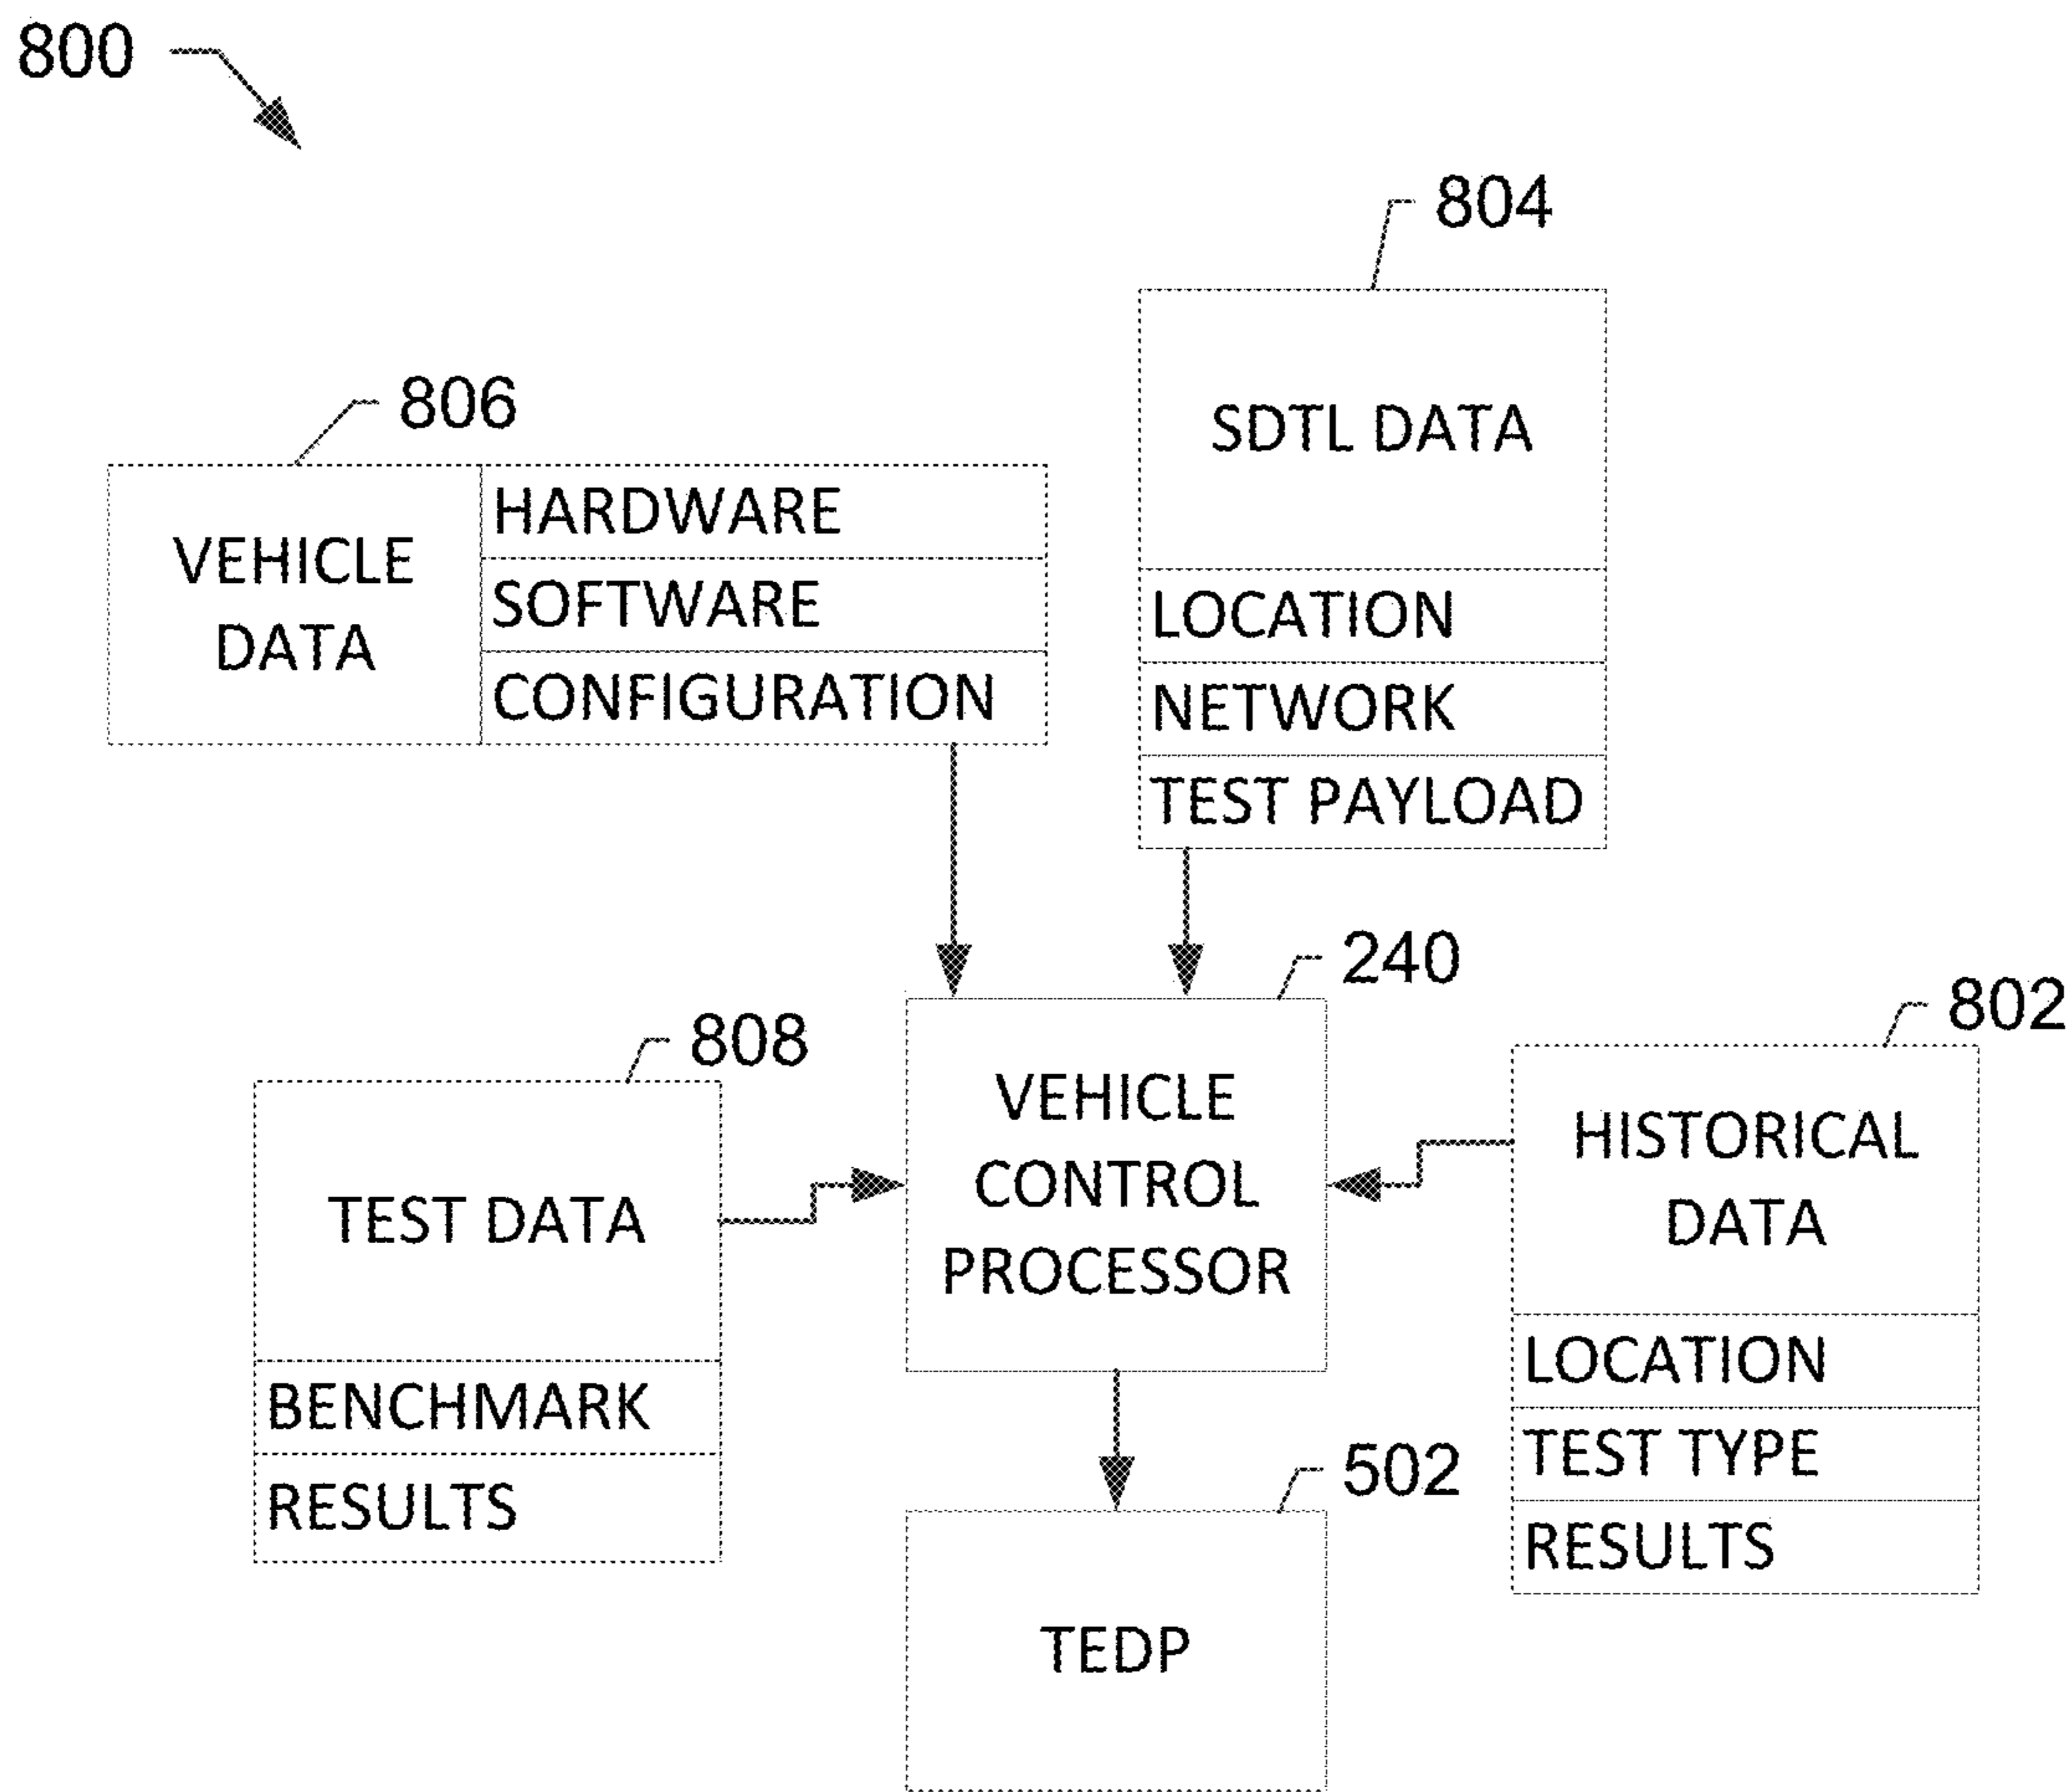 800
804
SDTL DATA
LOCATION
NETWORK
TEST PAYLOAD
806
VEHICLE
DATA
HARDWARE
SOFTWARE
CONFIGURATION
240
VEHICLE
CONTROL
PROCESSOR
808
TEST DATA
BENCHMARK
RESULTS
802
HISTORICAL
DATA
LOCATION
TEST TYPE
RESULTS
502
TEDP